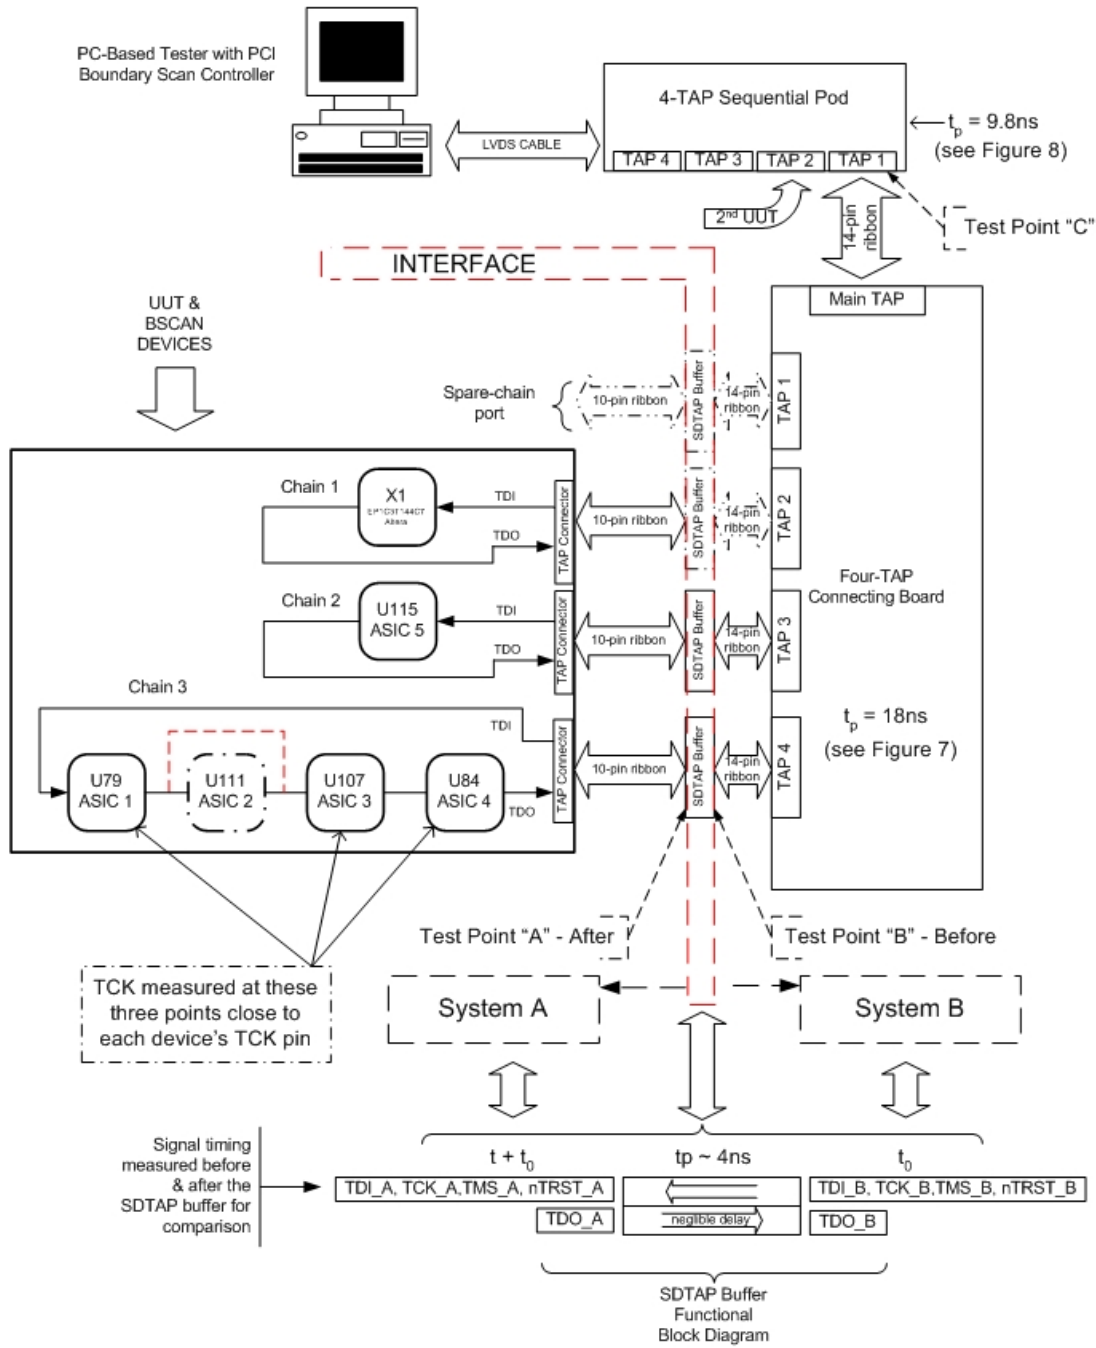 PC-Based Tester with PCI
Boundary Scan Controller
LVDS CABLE
4-TAP Sequential Pod
TAP 4
TAP 3
TAP 2
TAP 1
tp = 9.8ns
(see Figure 8)
2nd UUT
14-pin
ribbon
Test Point “C”
INTERFACE
Main TAP
UUT &
BSCAN
DEVICES
Spare-chain
port
10-pin ribbon
SDTAP Buffer
14-pin
ribbon
TAP 1
Chain 1
X1
Altera
TDI
TDO
TAP Connector
10-pin ribbon
SDTAP Buffer
14-pin
ribbon
TAP 2
Four-TAP
Connecting Board
Chain 2
U115
ASIC 5
TDI
TDO
TAP Connector
10-pin ribbon
SDTAP Buffer
14-pin
ribbon
TAP 3
Chain 3
TDI
U79
ASIC 1
U111
ASIC 2
U107
ASIC 3
U84
ASIC 4
TDO
TAP Connector
10-pin ribbon
SDTAP Buffer
14-pin
ribbon
TAP 4
tp = 18ns
(see Figure 7)
Test Point “A” - After
Test Point “B” - Before
TCK measured at these
three points close to
each device's TCK pin
System A
System B
Signal timing
measured before
& after the
SDTAP buffer for
comparison
t + t0
tp ~ 4ns
t0
TDI_A, TCK_A,TMS_A, nTRST_A
TDI_B, TCK_B,TMS_B, nTRST_B
TDO_A
neglible delay
TDO_B
SDTAP Buffer
Functional
Block Diagram